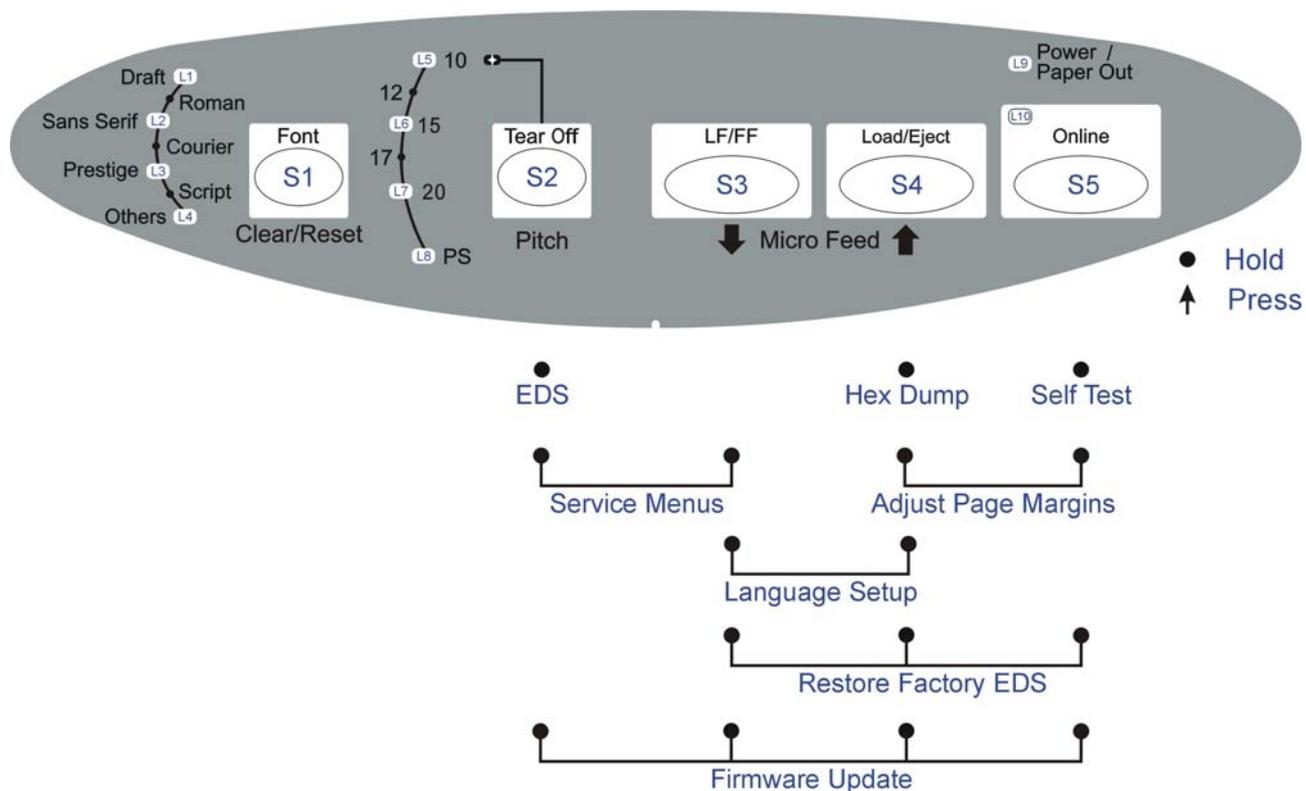 Draft L1
Roman
Sans Serif L2
Courier
Prestige L3
Script
Others L4
Font
S1
Clear/Reset
L5 10
12
L6 15
17
L7 20
L8 PS
Tear Off
S2
Pitch
LF/FF
S3
Load/Eject
S4
Micro Feed
L9 Power /
Paper Out
L10
Online
S5
Hold
Press
EDS
Hex Dump
Self Test
Service Menus
Adjust Page Margins
Language Setup
Restore Factory EDS
Firmware Update